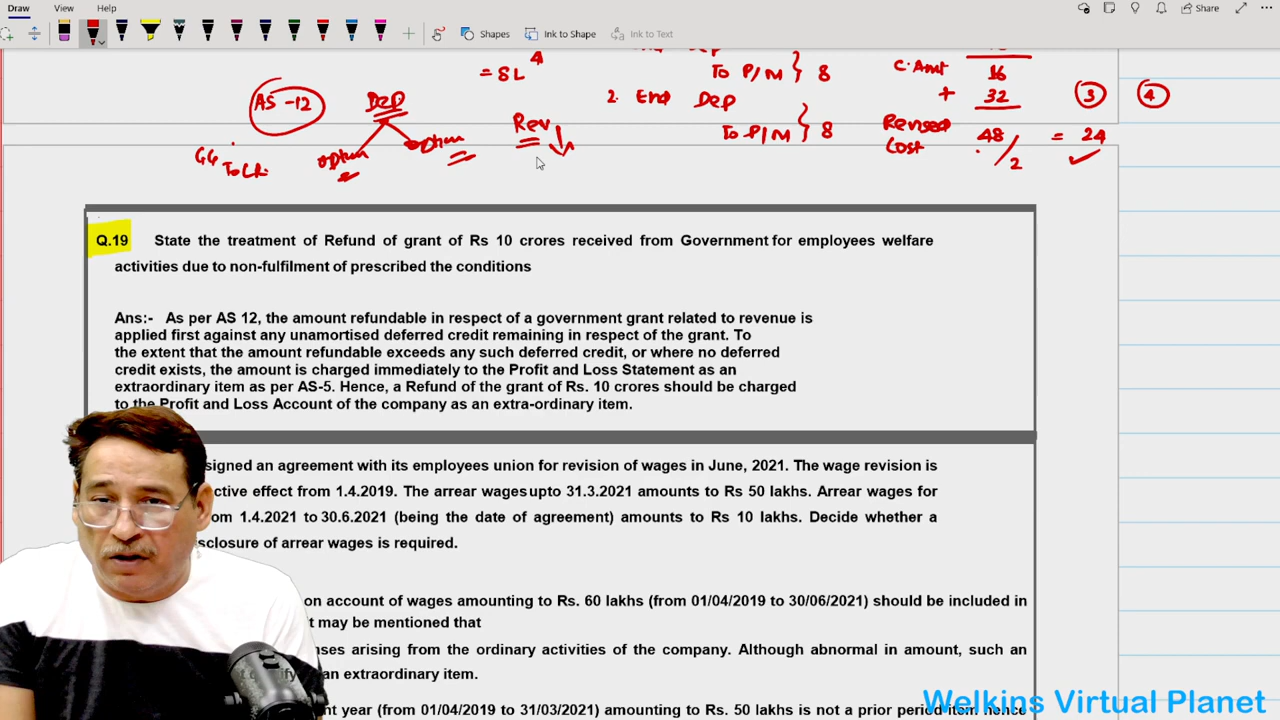 Draw View Help
Share
Shapes Ink to Shape Ink to Text
= 8L 4
To P/M } 8
C. Amt 16
AS -12 Dep
2. End Dep
+ 32 3 4
Rev
To P/M } 8
Revised Cost 48/2 = 24
To CR.
Q.19 State the treatment of Refund of grant of Rs 10 crores received from Government for employees welfare
activities due to non-fulfilment of prescribed the conditions
Ans:- As per AS 12, the amount refundable in respect of a government grant related to revenue is
applied first against any unamortised deferred credit remaining in respect of the grant. To
the extent that the amount refundable exceeds any such deferred credit, or where no deferred
credit exists, the amount is charged immediately to the Profit and Loss Statement as an
extraordinary item as per AS-5. Hence, a Refund of the grant of Rs. 10 crores should be charged
to the Profit and Loss Account of the company as an extra-ordinary item.
signed an agreement with its employees union for revision of wages in June, 2021. The wage revision is
ctive effect from 1.4.2019. The arrear wages upto 31.3.2021 amounts to Rs 50 lakhs. Arrear wages for
om 1.4.2021 to 30.6.2021 (being the date of agreement) amounts to Rs 10 lakhs. Decide whether a
sclosure of arrear wages is required.
on account of wages amounting to Rs. 60 lakhs (from 01/04/2019 to 30/06/2021) should be included in
t may be mentioned that
nses arising from the ordinary activities of the company. Although abnormal in amount, such an
an extraordinary item.
nt year (from 01/04/2019 to 31/03/2021) amounting to Rs. 50 lakhs is not a prior period item hence
Welkins Virtual Planet